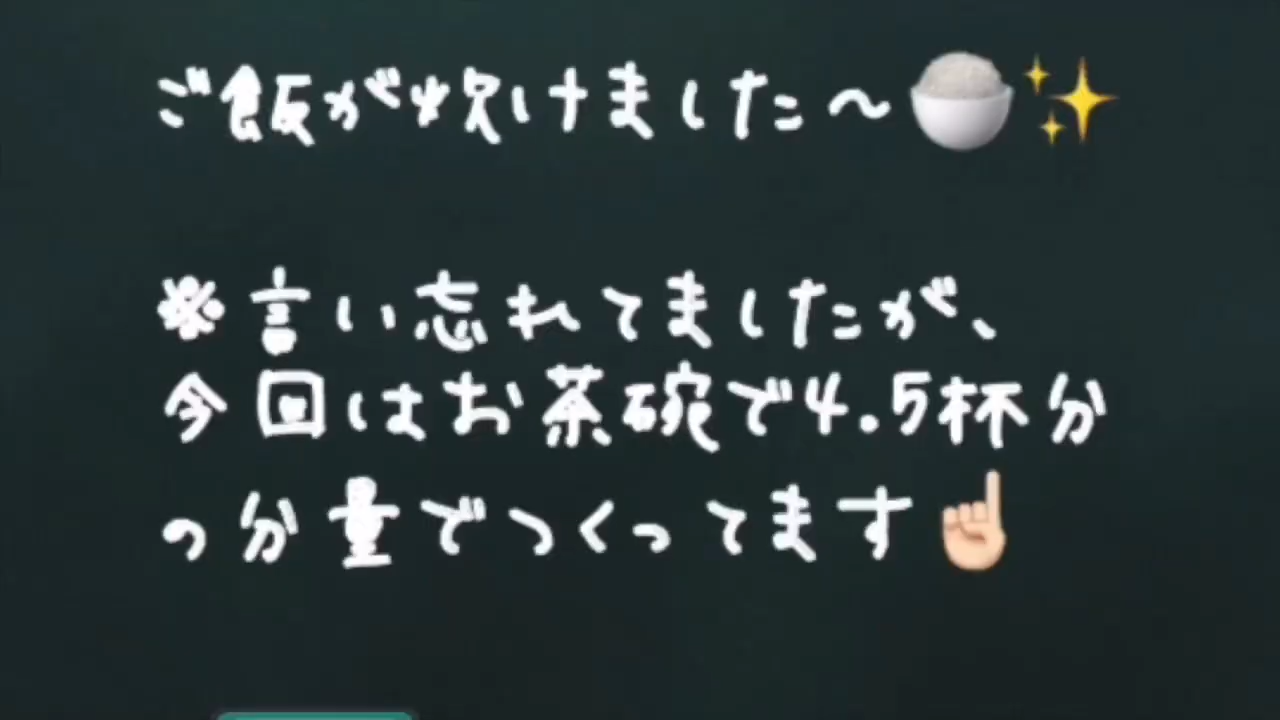 ご飯が炊けました〜🍚✨
※言い忘れてましたが、
今回はお茶碗で4.5杯分
の分量でつくってます☝🏻